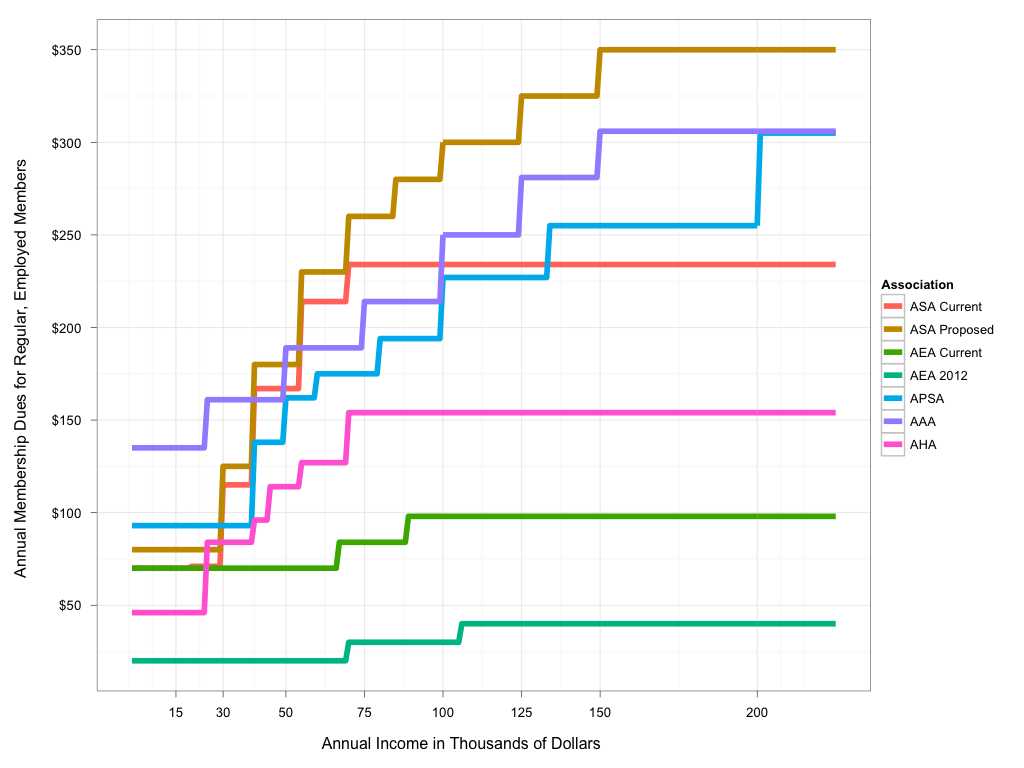 $350
$300
$250
$200
$150
$100
$50
Annual Membership Dues for Regular, Employed Members
15 30 50 75 100 125 150 200
Annual Income in Thousands of Dollars
Association
ASA Current
ASA Proposed
AEA Current
AEA 2012
APSA
AAA
AHA